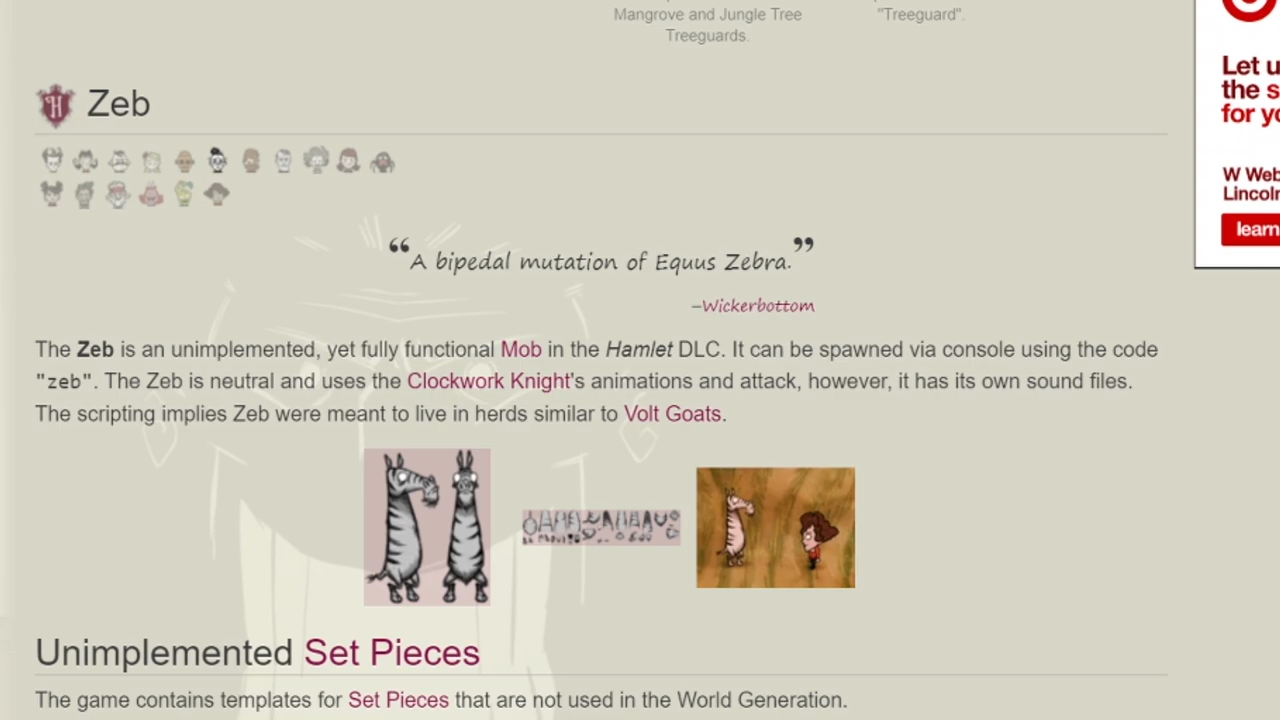 Mangrove and Jungle Tree
Treeguards.
"Treeguard".
Let u
the s
for yo
W Web
Lincoln
learn
Zeb
“A bipedal mutation of Equus Zebra.”
–Wickerbottom
The Zeb is an unimplemented, yet fully functional Mob in the Hamlet DLC. It can be spawned via console using the code
"zeb". The Zeb is neutral and uses the Clockwork Knight's animations and attack, however, it has its own sound files.
The scripting implies Zeb were meant to live in herds similar to Volt Goats.
Unimplemented Set Pieces
The game contains templates for Set Pieces that are not used in the World Generation.